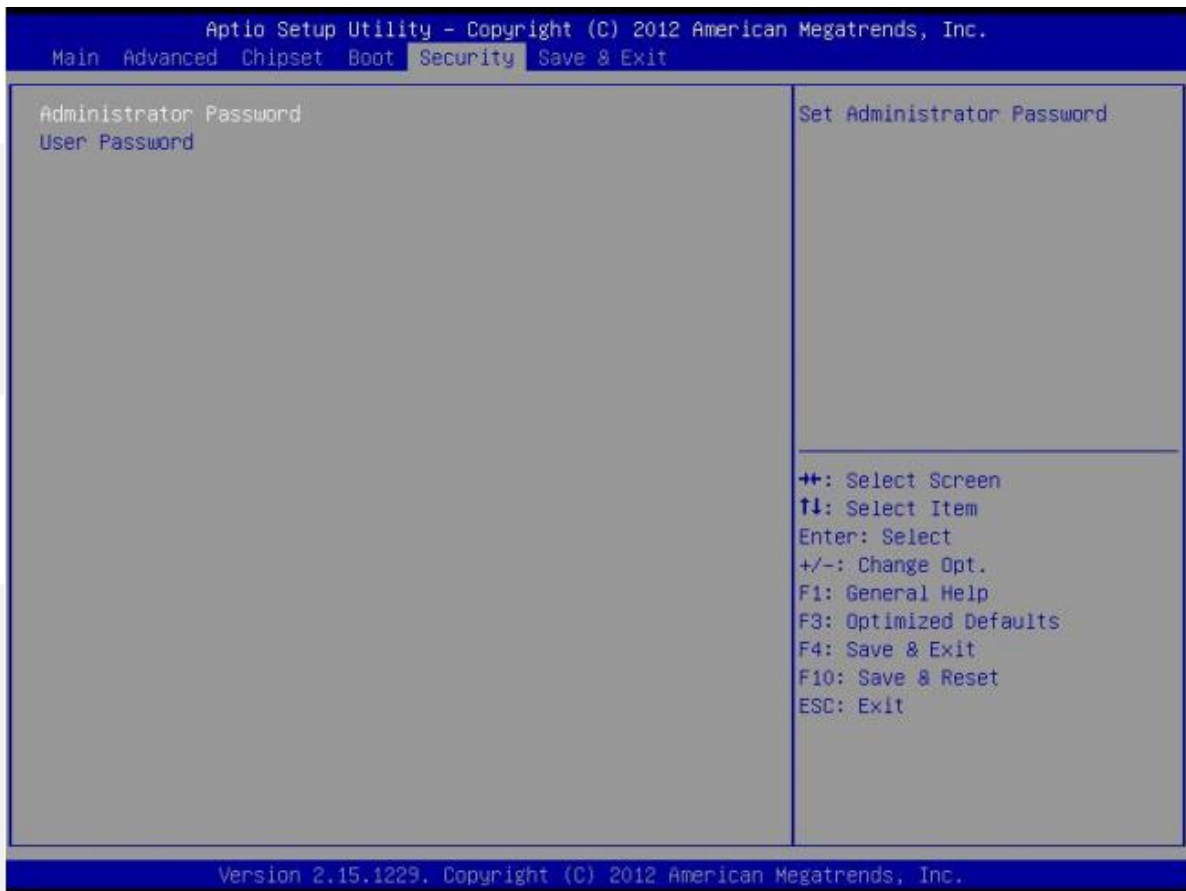 Aptio Setup Utility – Copyright (C) 2012 American Megatrends, Inc.
Main Advanced Chipset Boot Security Save & Exit
Administrator Password
User Password
Set Administrator Password
→←: Select Screen
↑↓: Select Item
Enter: Select
+/-: Change Opt.
F1: General Help
F3: Optimized Defaults
F4: Save & Exit
F10: Save & Reset
ESC: Exit
Version 2.15.1229. Copyright (C) 2012 American Megatrends, Inc.